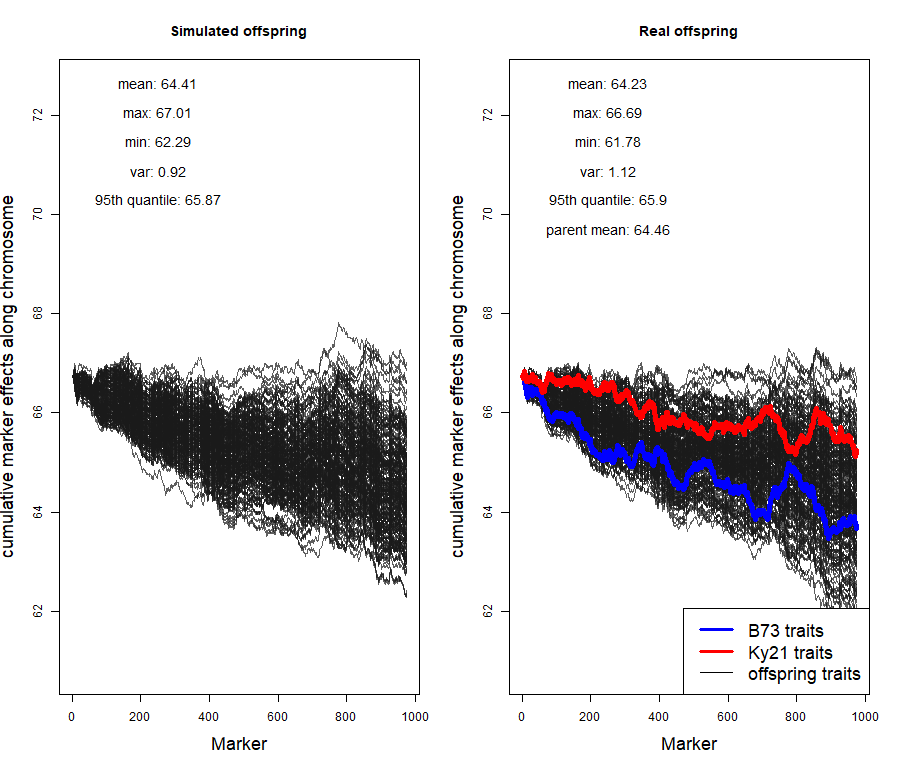 Simulated offspring
mean: 64.41
max: 67.01
min: 62.29
var: 0.92
95th quantile: 65.87
cumulative marker effects along chromosome
72
70
68
66
64
62
0 200 400 600 800 1000
Marker
Real offspring
mean: 64.23
max: 66.69
min: 61.78
var: 1.12
95th quantile: 65.9
parent mean: 64.46
cumulative marker effects along chromosome
72
70
68
66
64
62
B73 traits
Ky21 traits
offspring traits
0 200 400 600 800 1000
Marker